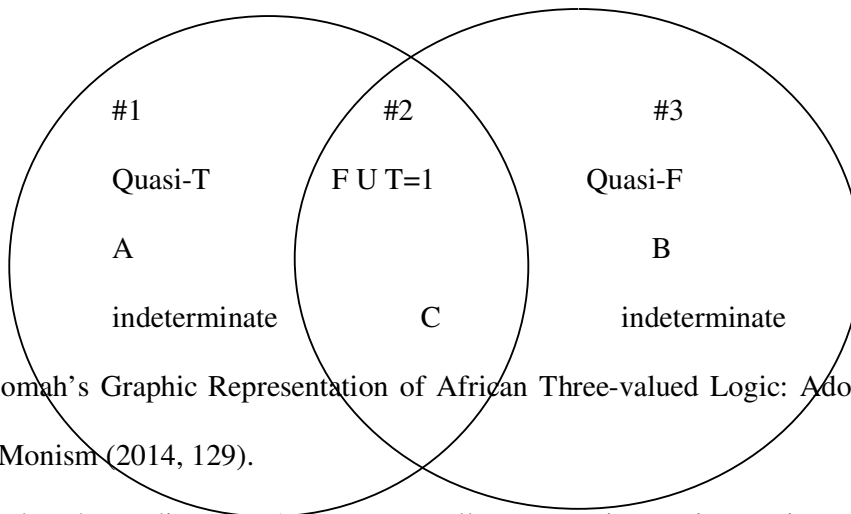 #1 #2 #3
Quasi-T F U T=1 Quasi-F
A B
indeterminate C indeterminate
omah’s Graphic Representation of African Three-valued Logic: Ado
Monism (2014, 129).